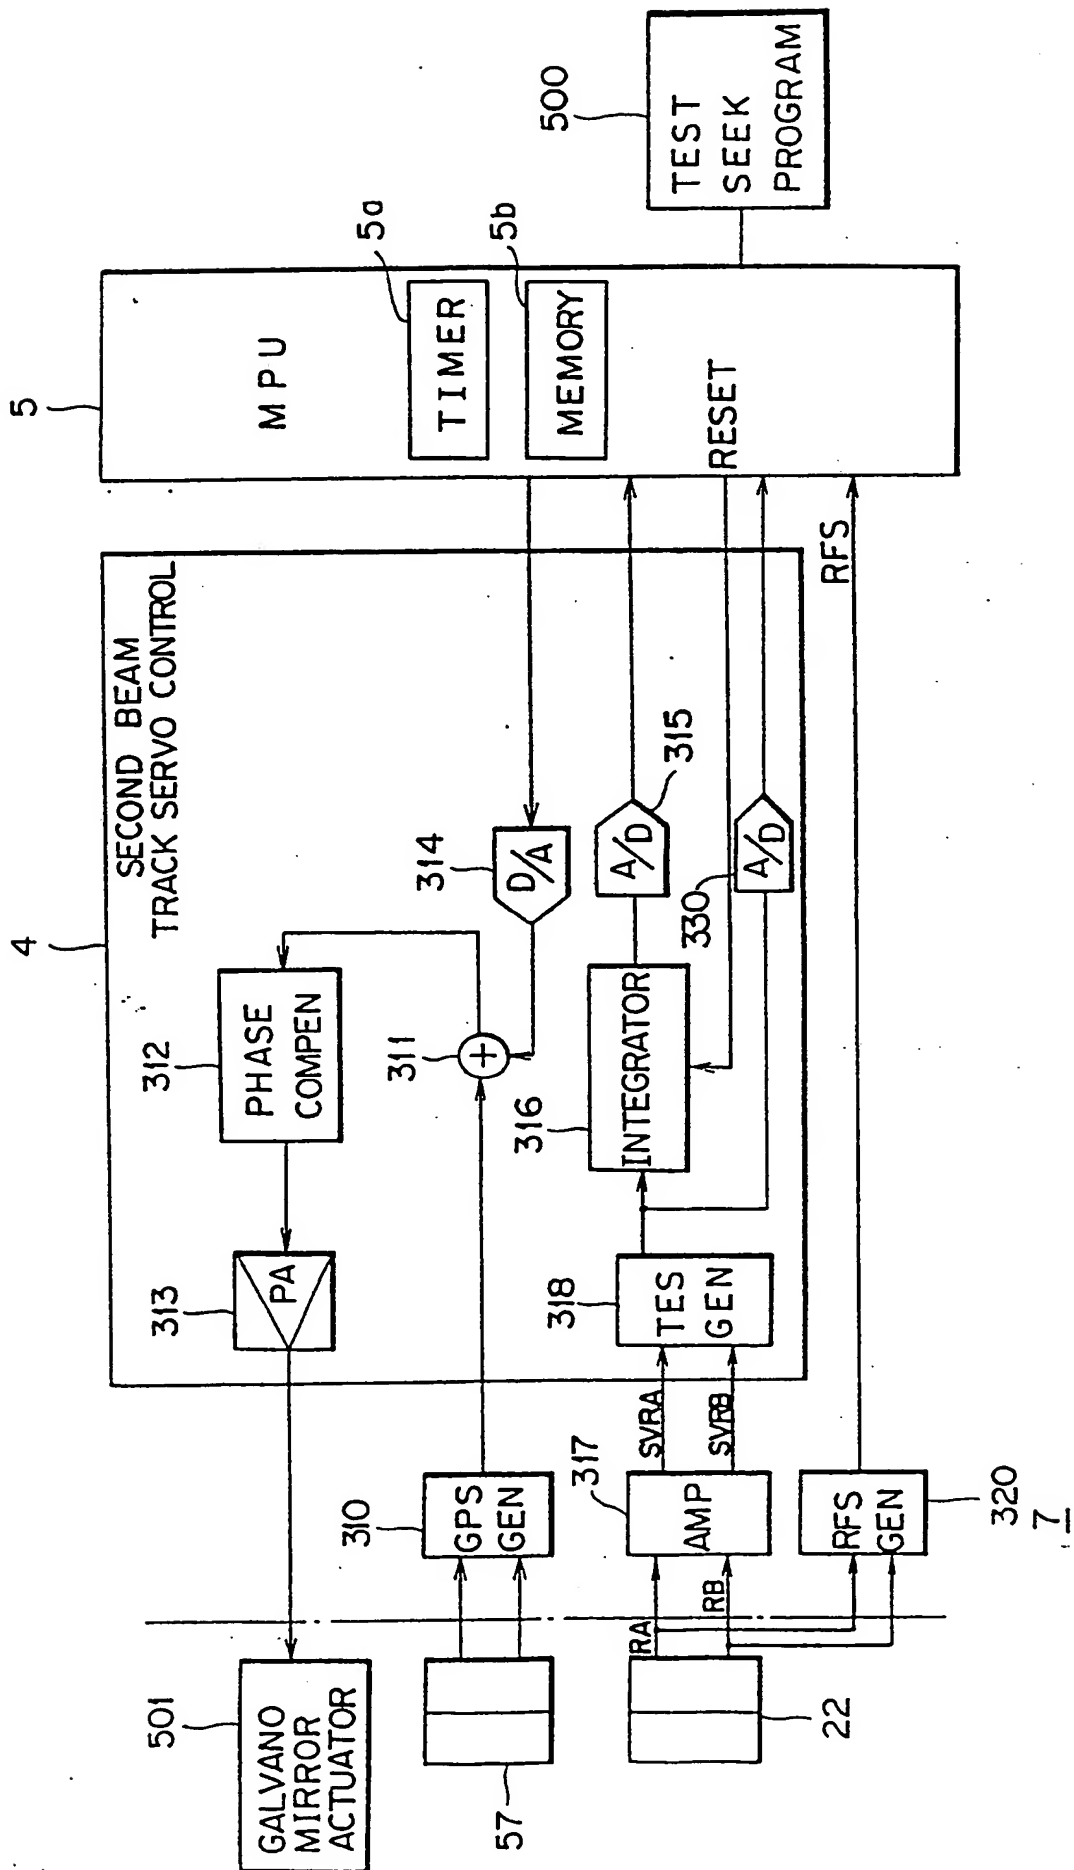 5
MPU
5a
TIMER
5b
MEMORY
RESET
500
TEST
SEEK
PROGRAM
4
SECOND BEAM
TRACK SERVO CONTROL
RFS
312
PHASE
COMPEN
313
PA
311
+
314
D/A
315
A/D
330
A/D
316
INTEGRATOR
318
TES
GEN
SVRA
SVRB
317
AMP
310
GPS
GEN
RFS
GEN
320
7
RA
RB
501
GALVANO
MIRROR
ACTUATOR
57
22